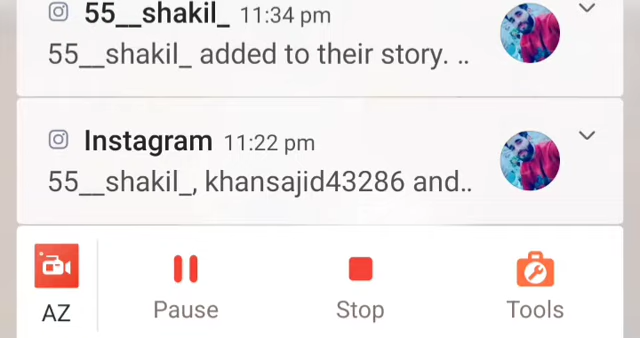 55__shakil_ 11:34 pm
55__shakil_ added to their story. ..
Instagram 11:22 pm
55__shakil_, khansajid43286 and..
AZ Pause Stop Tools